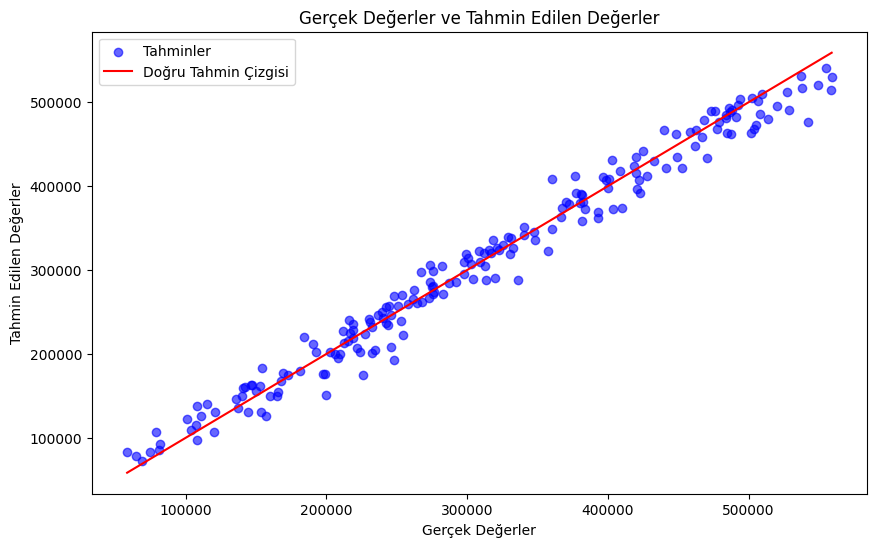 Gerçek Değerler ve Tahmin Edilen Değerler
Tahminler
Doğru Tahmin Çizgisi
Tahmin Edilen Değerler
500000
400000
300000
200000
100000
100000 200000 300000 400000 500000
Gerçek Değerler